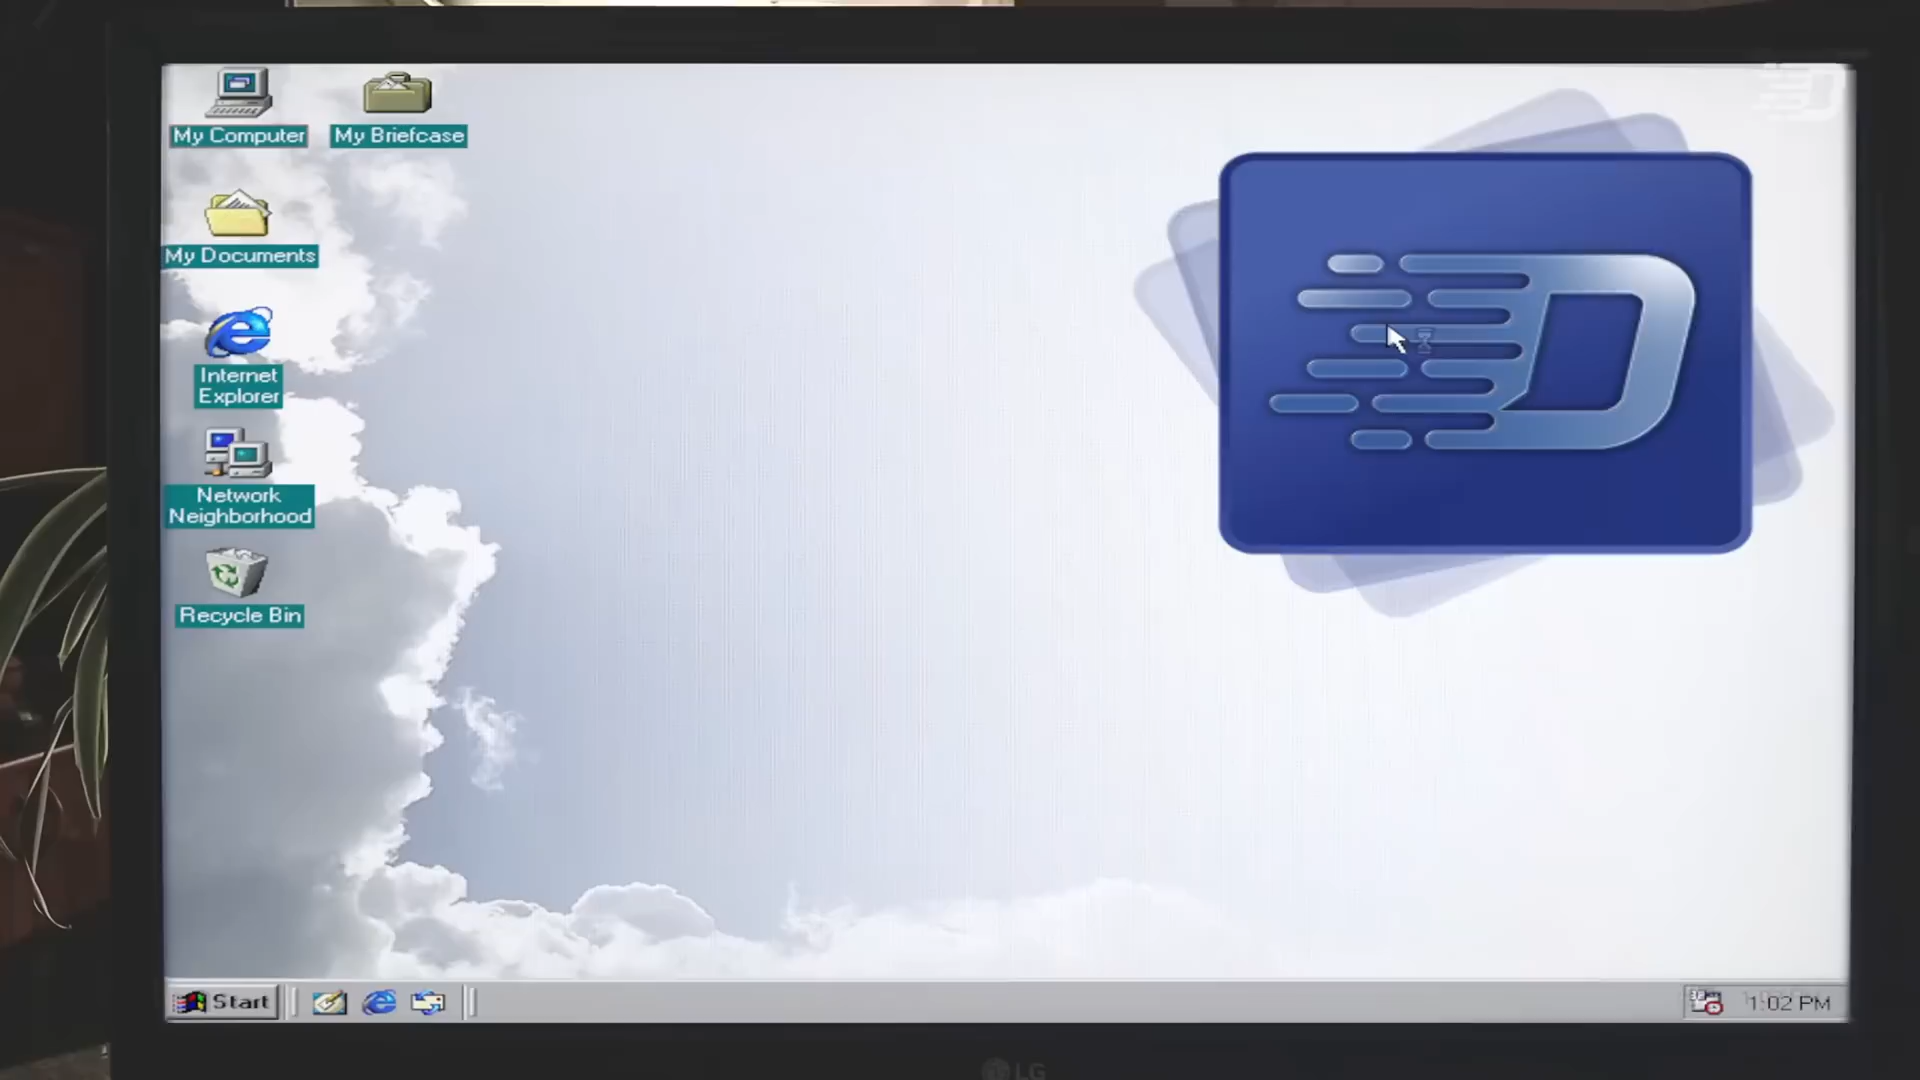 My Computer
My Briefcase
My Documents
Internet
Explorer
Network
Neighborhood
Recycle Bin
D
Start
1:02 PM
LG